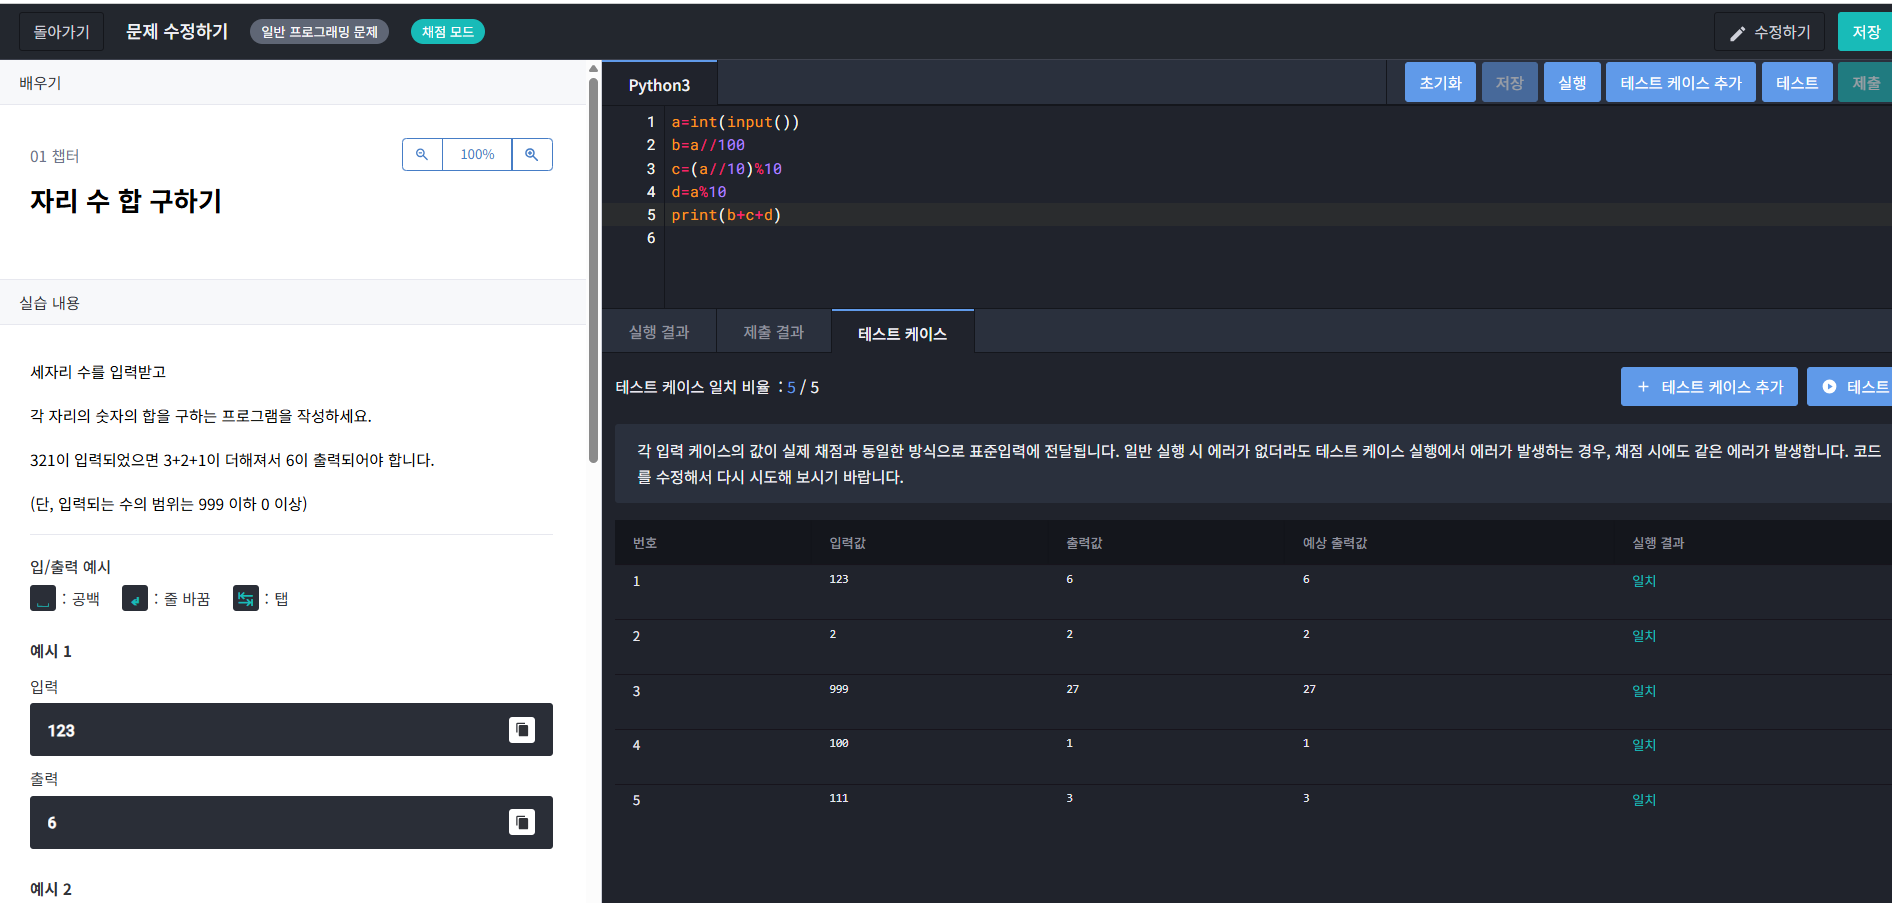 돌아가기 문제 수정하기 일반 프로그래밍 문제 채점 모드 수정하기 저장
배우기
01 챕터
100%
자리 수 합 구하기
실습 내용
세자리 수를 입력받고
각 자리의 숫자의 합을 구하는 프로그램을 작성하세요.
321이 입력되었으면 3+2+1이 더해져서 6이 출력되어야 합니다.
(단, 입력되는 수의 범위는 999 이하 0 이상)
입/출력 예시
: 공백 : 줄 바꿈 : 탭
예시 1
입력
123
출력
6
예시 2
Python3 초기화 저장 실행 테스트 케이스 추가 테스트 제출
1 a=int(input())
2 b=a//100
3 c=(a//10)%10
4 d=a%10
5 print(b+c+d)
6
실행 결과 제출 결과 테스트 케이스
테스트 케이스 일치 비율 : 5 / 5 + 테스트 케이스 추가 테스트
각 입력 케이스의 값이 실제 채점과 동일한 방식으로 표준입력에 전달됩니다. 일반 실행 시 에러가 없더라도 테스트 케이스 실행에서 에러가 발생하는 경우, 채점 시에도 같은 에러가 발생합니다. 코드
를 수정해서 다시 시도해 보시기 바랍니다.
번호 입력값 출력값 예상 출력값 실행 결과
1 123 6 6 일치
2 2 2 2 일치
3 999 27 27 일치
4 100 1 1 일치
5 111 3 3 일치